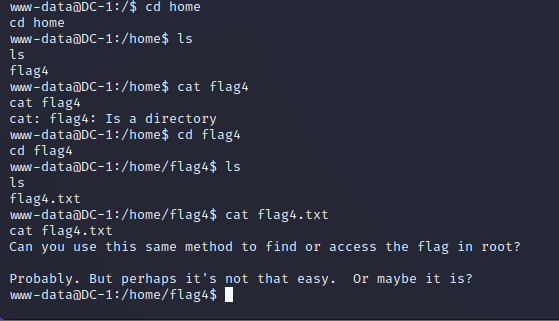 www-data@DC-1:/$ cd home
cd home
www-data@DC-1:/home$ ls
ls
flag4
www-data@DC-1:/home$ cat flag4
cat flag4
cat: flag4: Is a directory
www-data@DC-1:/home$ cd flag4
cd flag4
www-data@DC-1:/home/flag4$ ls
ls
flag4.txt
www-data@DC-1:/home/flag4$ cat flag4.txt
cat flag4.txt
Can you use this same method to find or access the flag in root?

Probably. But perhaps it's not that easy.  Or maybe it is?
www-data@DC-1:/home/flag4$